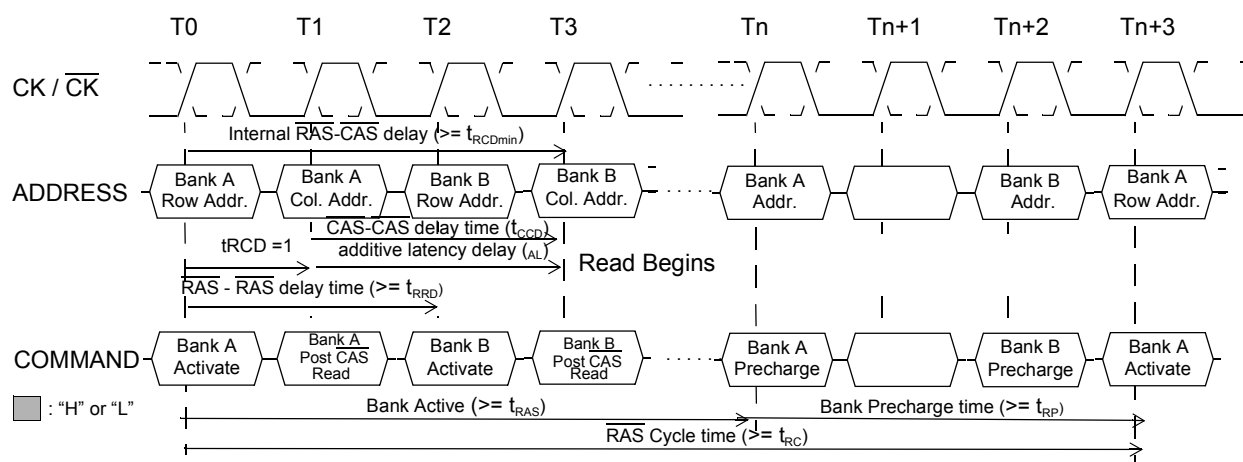 T0 T1 T2 T3 Tn Tn+1 Tn+2 Tn+3
CK / CK
Internal RAS-CAS delay (>= tRCDmin)
ADDRESS
Bank A Row Addr.
Bank A Col. Addr.
Bank B Row Addr.
Bank B Col. Addr.
Bank A Addr.
Bank B Addr.
Bank A Row Addr.
CAS-CAS delay time (tCCD)
tRCD =1
additive latency delay (AL)
Read Begins
RAS - RAS delay time (>= tRRD)
COMMAND
Bank A Activate
Bank A Post CAS Read
Bank B Activate
Bank B Post CAS Read
Bank A Precharge
Bank B Precharge
Bank A Activate
: “H” or “L”
Bank Active (>= tRAS)
Bank Precharge time (>= tRP)
RAS Cycle time (>= tRC)